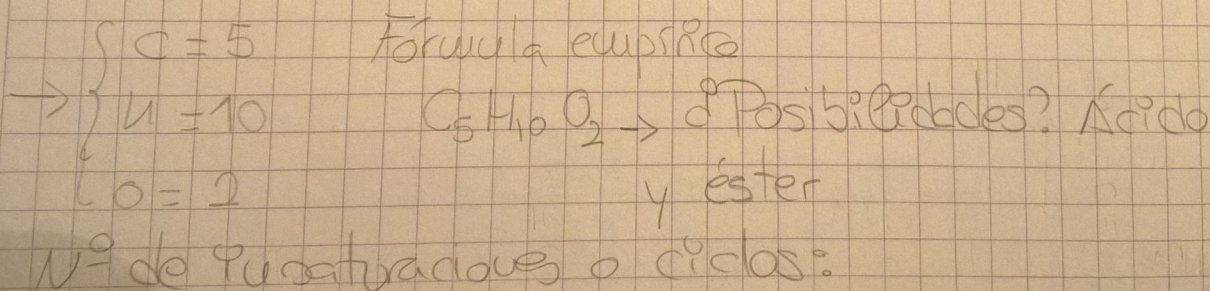 C = 5 Fórmula empírica
→ H = 10 C5H10O2 → ¿Posibilidades? Ácido
O = 2 y éster
Nº de insaturaciones o ciclos: